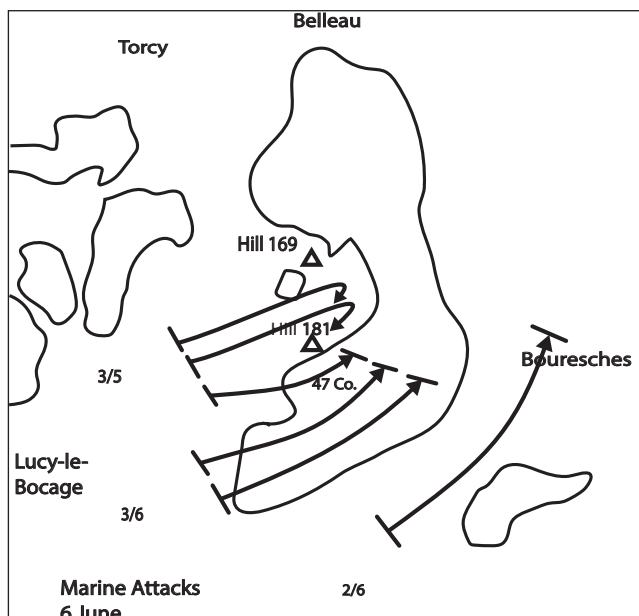 Belleau
Torcy
Hill 169
Hill 181
Bouresches
3/5
47 Co.
Lucy-le-
Bocage
3/6
Marine Attacks
6 June
2/6